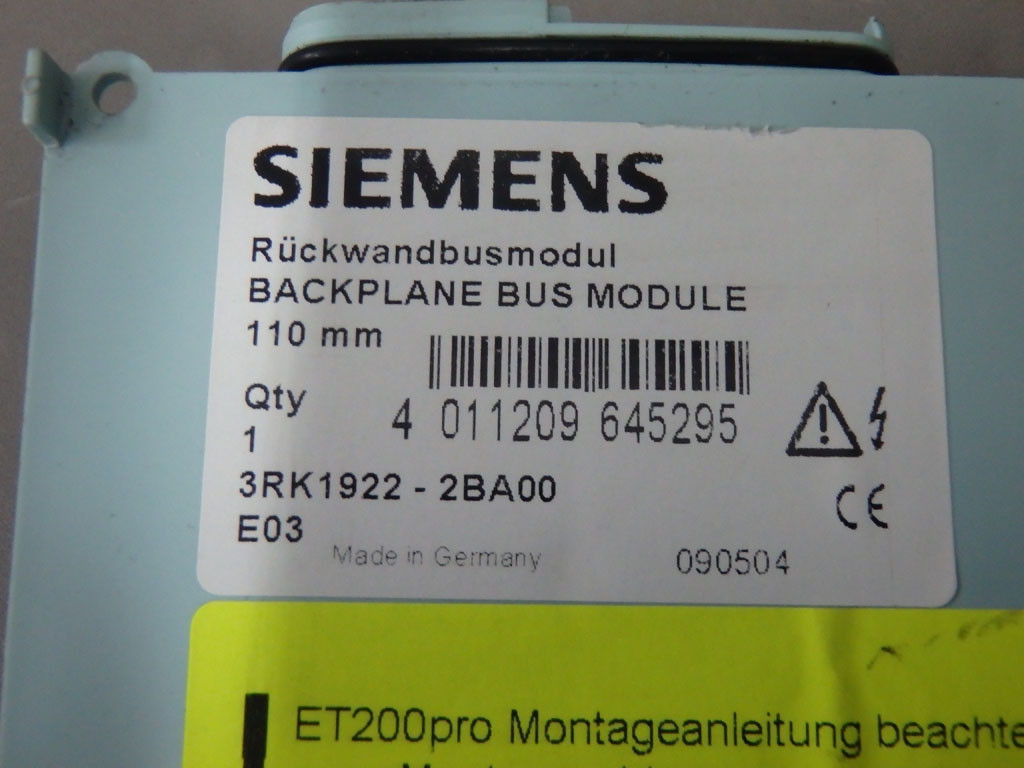 SIEMENS
Rückwandbusmodul
BACKPLANE BUS MODULE
110 mm
Qty
4 011209 645295
1
3RK1922 - 2BA00
CE
E03
Made in Germany
090504
ET200pro Montageanleitung beachte